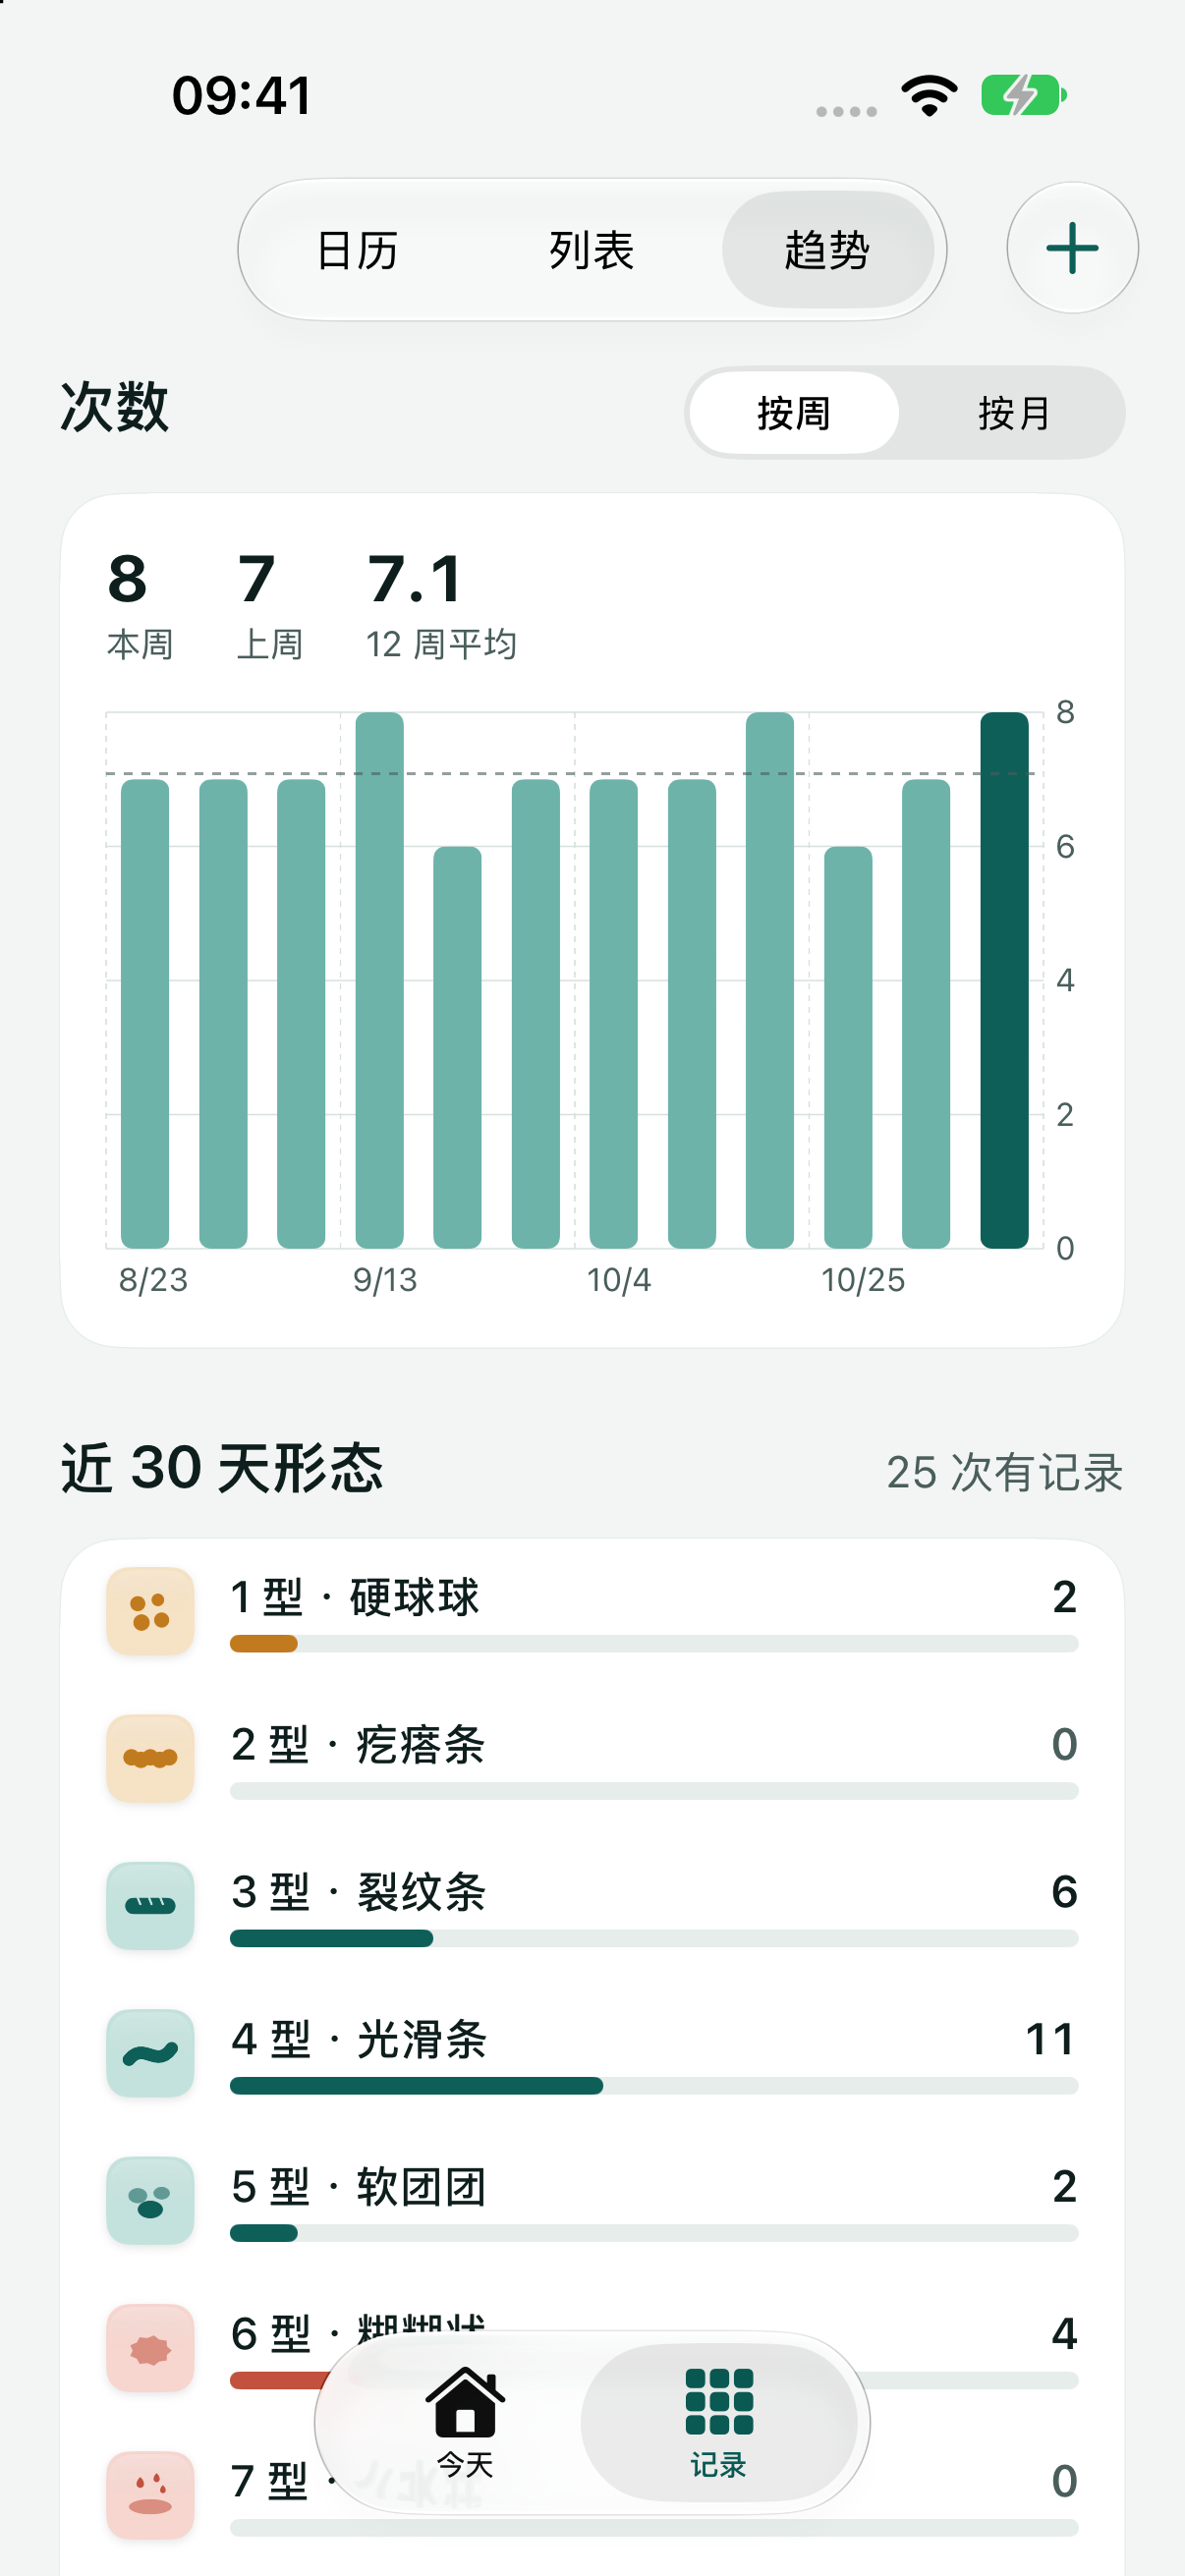 09:41
日历 列表 趋势
次数 按周 按月
8 7 7.1
本周 上周 12 周平均
8
6
4
2
0
8/23 9/13 10/4 10/25
近 30 天形态 25 次有记录
1 型 · 硬球球 2
2 型 · 疙瘩条 0
3 型 · 裂纹条 6
4 型 · 光滑条 11
5 型 · 软团团 2
6 型 · 糊糊状 4
7 型 · 0
今天 记录